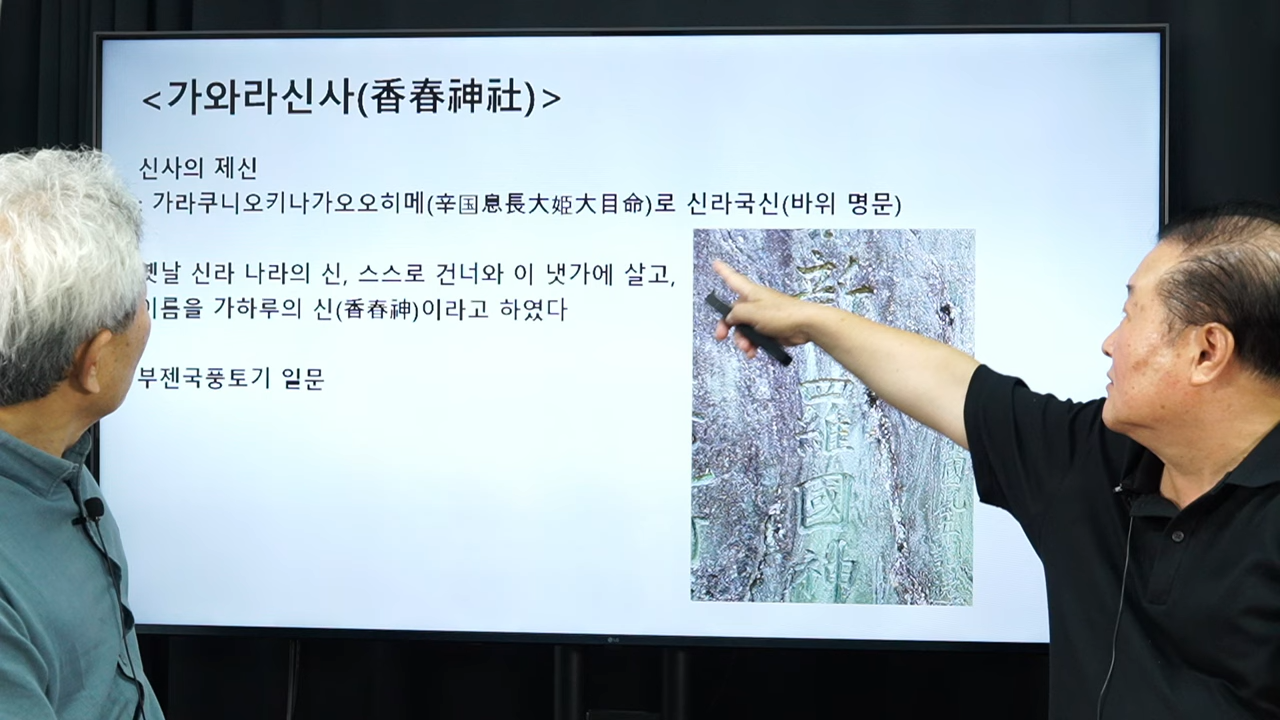 <가와라신사(香春神社)>
신사의 제신
: 가라쿠니오키나가오오히메(辛国息長大姫大目命)로 신라국신(바위 명문)
옛날 신라 나라의 신, 스스로 건너와 이 냇가에 살고,
이름을 가하루의 신(香春神)이라고 하였다
부젠국풍토기 일문
新羅國神
LG